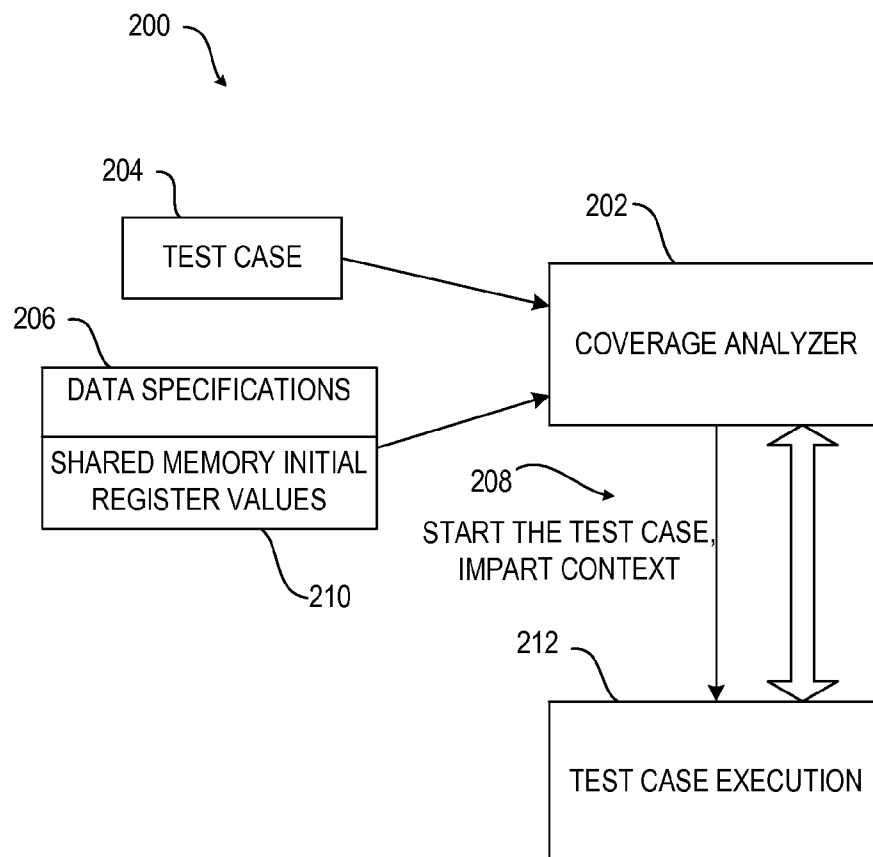 200
204
TEST CASE
202
COVERAGE ANALYZER
206
DATA SPECIFICATIONS
SHARED MEMORY INITIAL
REGISTER VALUES
210
208
START THE TEST CASE,
IMPART CONTEXT
212
TEST CASE EXECUTION